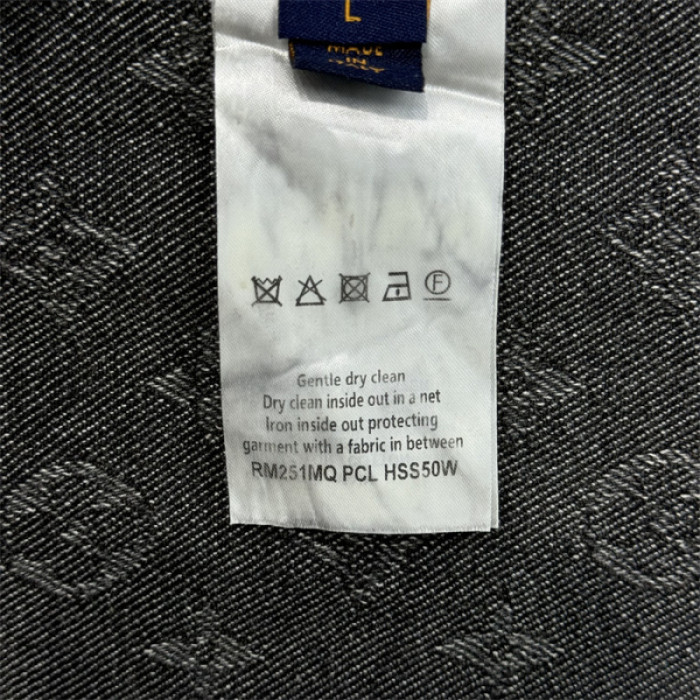 L
MADE
IN
ITALY
F
Gentle dry clean
Dry clean inside out in a net
Iron inside out protecting
garment with a fabric in between
RM251MQ PCL HSS50W